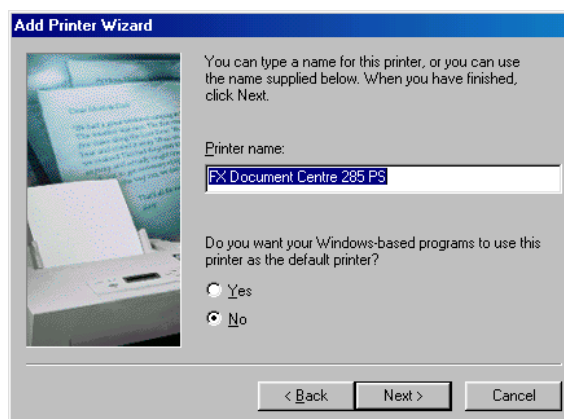 Add Printer Wizard
You can type a name for this printer, or you can use
the name supplied below. When you have finished,
click Next.
Printer name:
FX Document Centre 285 PS
Do you want your Windows-based programs to use this
printer as the default printer?
Yes
No
< Back
Next >
Cancel